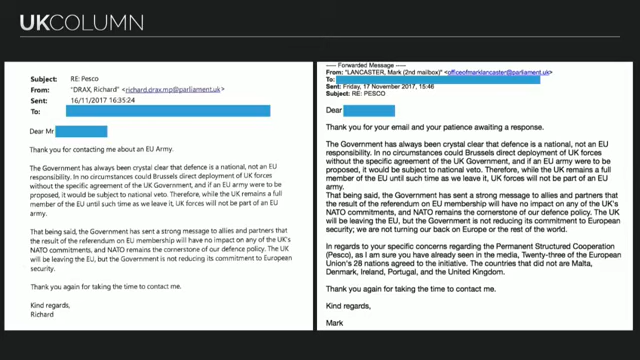 UKCOLUMN
Subject: RE: Pesco
From: "DRAX, Richard" <richard.drax.mp@parliament.uk>
Sent: 16/11/2017 16:35:24
To:
Dear Mr
Thank you for contacting me about an EU Army.
The Government has always been crystal clear that defence is a national, not an EU
responsibility. In no circumstances could Brussels direct deployment of UK forces
without the specific agreement of the UK Government, and if an EU army were to be
proposed, it would be subject to national veto. Therefore, while the UK remains a full
member of the EU until such time as we leave it, UK forces will not be part of an EU
army.
That being said, the Government has sent a strong message to allies and partners that
the result of the referendum on EU membership will have no impact on any of the UK's
NATO commitments, and NATO remains the cornerstone of our defence policy. The UK
will be leaving the EU, but the Government is not reducing its commitment to European
security.
Thank you again for taking the time to contact me.
Kind regards,
Richard
----- Forwarded Message -----
From: "LANCASTER, Mark (2nd mailbox)" <officeofmarklancaster@parliament.uk>
To:
Sent: Friday, 17 November 2017, 15:46
Subject: RE: PESCO
Dear
Thank you for your email and your patience awaiting a response.
The Government has always been crystal clear that defence is a national, not an EU
responsibility. In no circumstances could Brussels direct deployment of UK forces
without the specific agreement of the UK Government, and if an EU army were to be
proposed, it would be subject to national veto. Therefore, while the UK remains a full
member of the EU until such time as we leave it, UK forces will not be part of an EU
army.
That being said, the Government has sent a strong message to allies and partners that
the result of the referendum on EU membership will have no impact on any of the UK's
NATO commitments, and NATO remains the cornerstone of our defence policy. The UK
will be leaving the EU, but the Government is not reducing its commitment to European
security; we are not turning our back on Europe or the rest of the world.
In regards to your specific concerns regarding the Permanent Structured Cooperation
(Pesco), as I am sure you have already seen in the media, Twenty-three of the European
Union's 28 nations agreed to the initiative. The countries that did not are Malta,
Denmark, Ireland, Portugal, and the United Kingdom.
Thank you again for taking the time to contact me.
Kind regards,
Mark